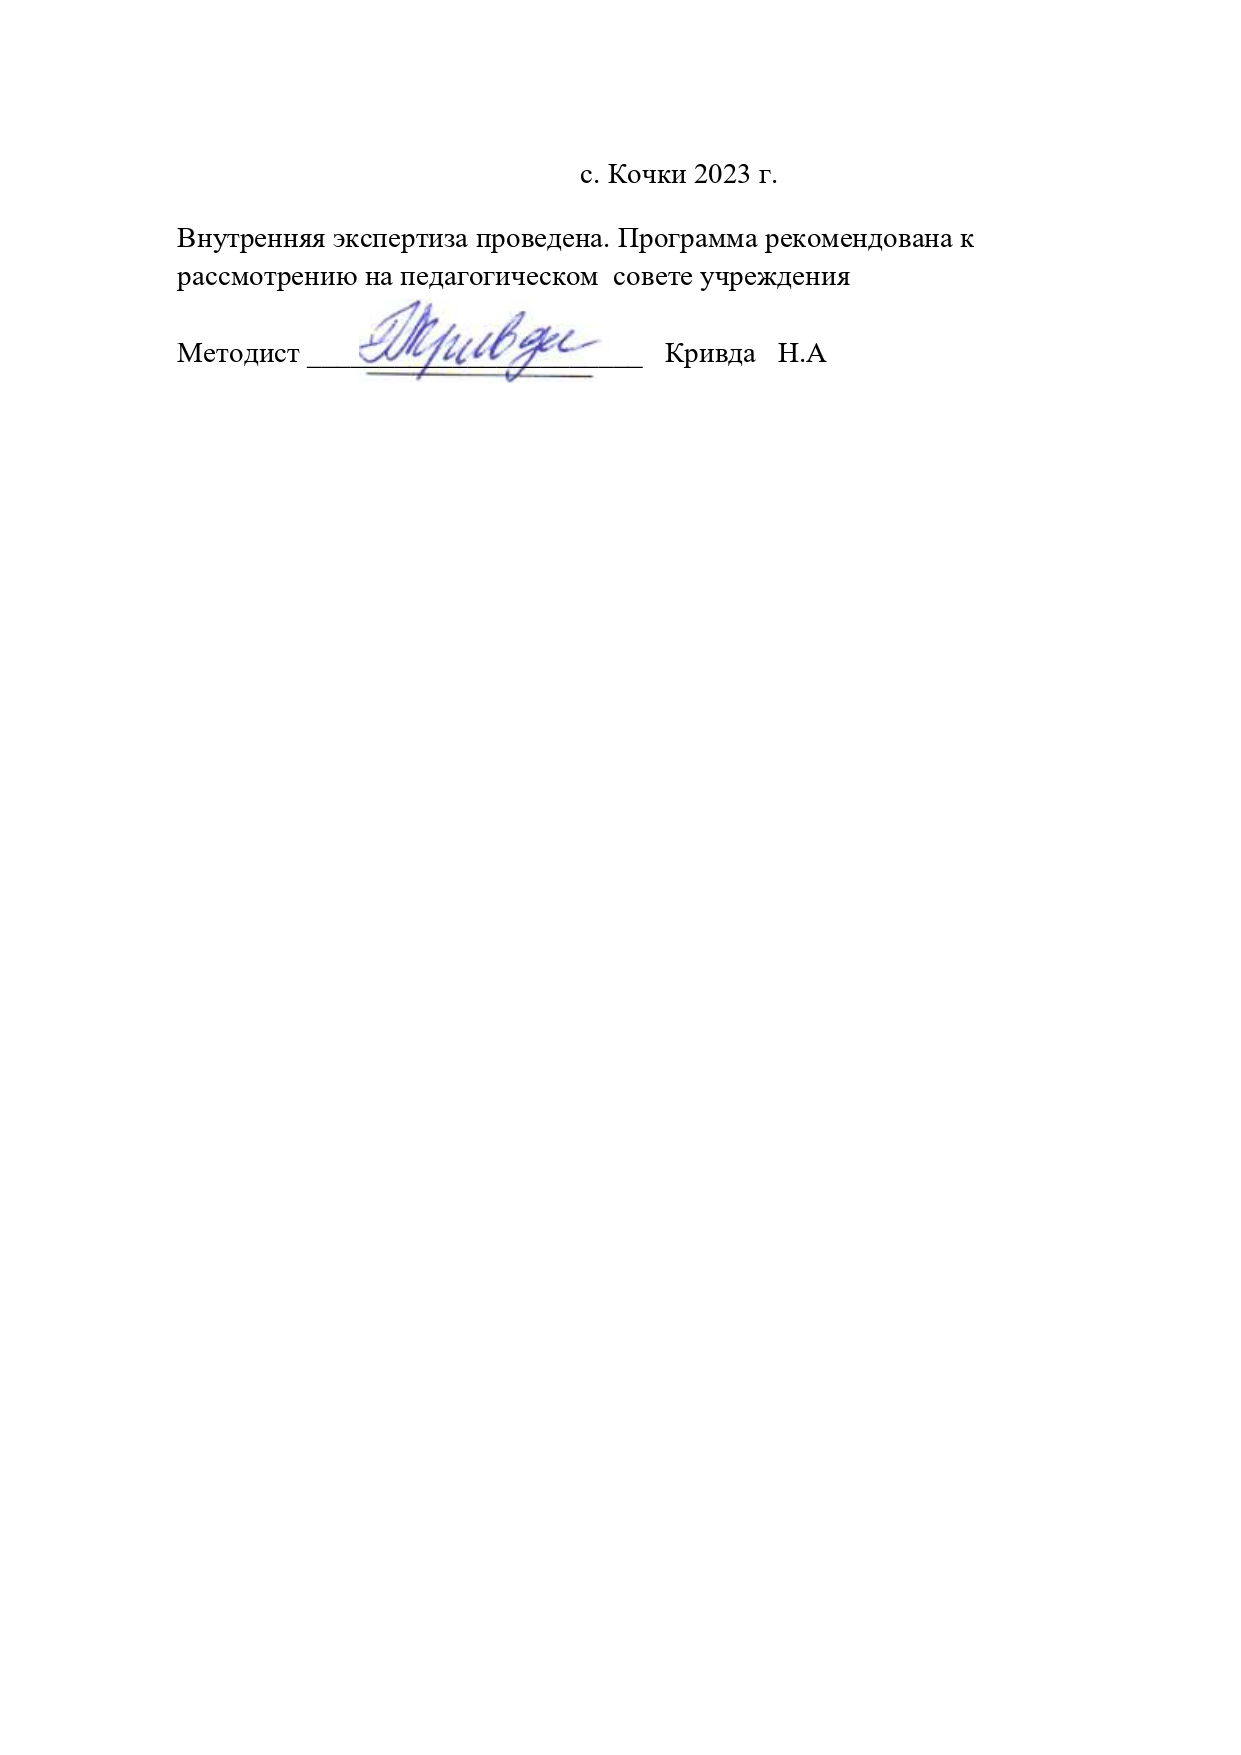 с. Кочки 2023 г.
Внутренняя экспертиза проведена. Программа рекомендована к
рассмотрению на педагогическом совете учреждения
Методист ________________________ Кривда Н.А